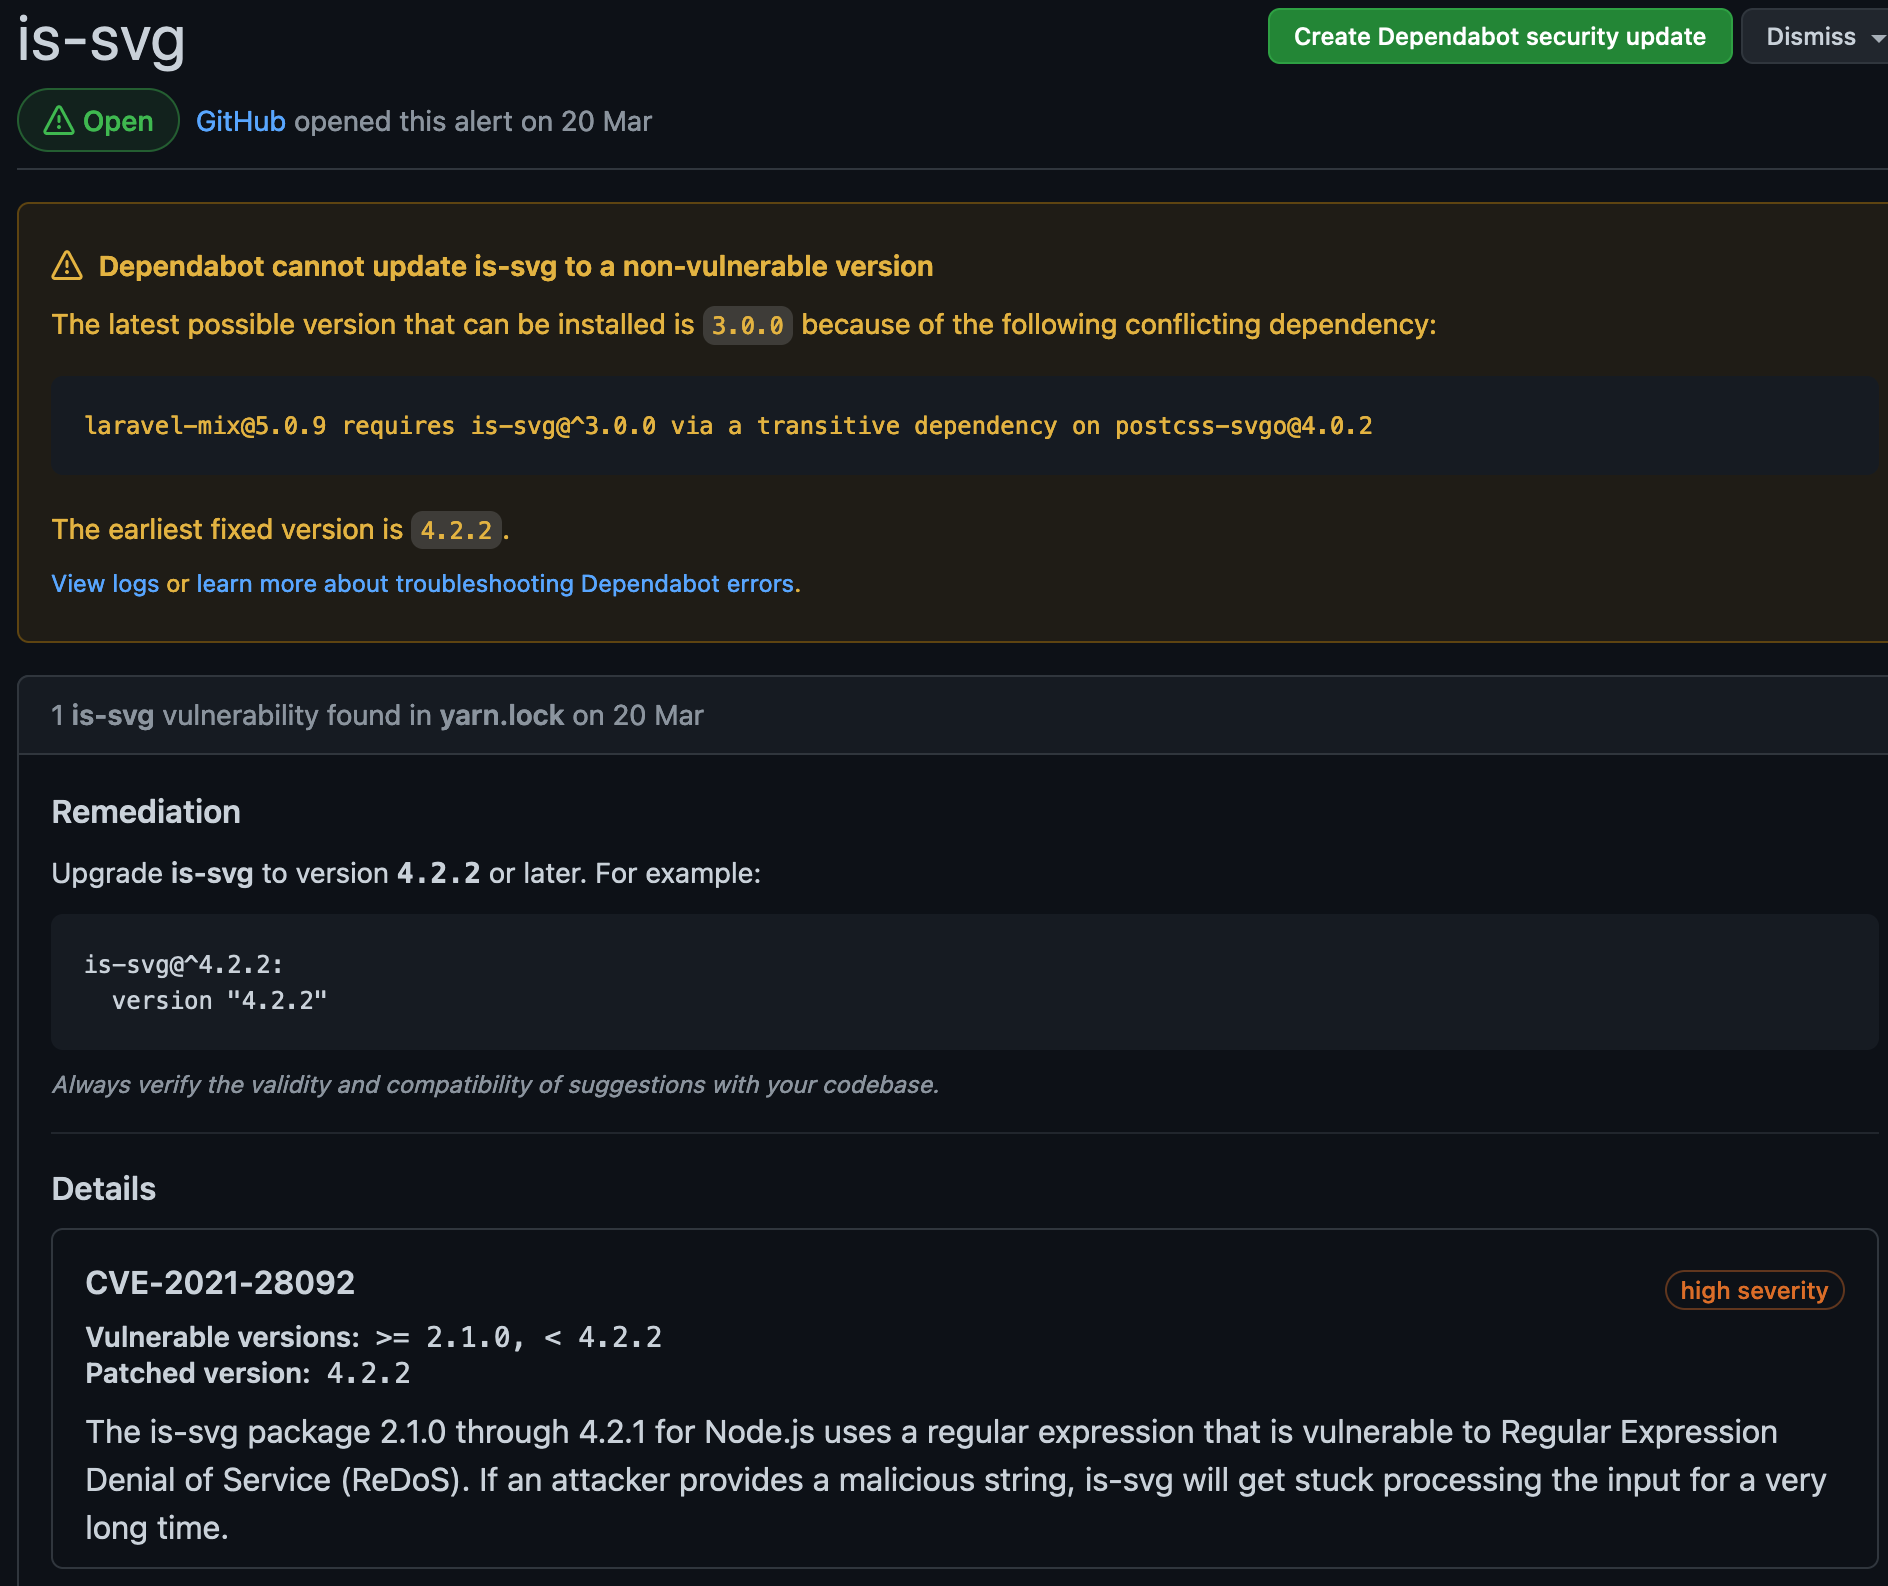 is-svg
Create Dependabot security update
Dismiss
Open
GitHub opened this alert on 20 Mar
Dependabot cannot update is-svg to a non-vulnerable version
The latest possible version that can be installed is 3.0.0 because of the following conflicting dependency:
laravel-mix@5.0.9 requires is-svg@^3.0.0 via a transitive dependency on postcss-svgo@4.0.2
The earliest fixed version is 4.2.2.
View logs or learn more about troubleshooting Dependabot errors.
1 is-svg vulnerability found in yarn.lock on 20 Mar
Remediation
Upgrade is-svg to version 4.2.2 or later. For example:
is-svg@^4.2.2:
  version "4.2.2"
Always verify the validity and compatibility of suggestions with your codebase.
Details
CVE-2021-28092
high severity
Vulnerable versions: >= 2.1.0, < 4.2.2
Patched version: 4.2.2
The is-svg package 2.1.0 through 4.2.1 for Node.js uses a regular expression that is vulnerable to Regular Expression
Denial of Service (ReDoS). If an attacker provides a malicious string, is-svg will get stuck processing the input for a very
long time.